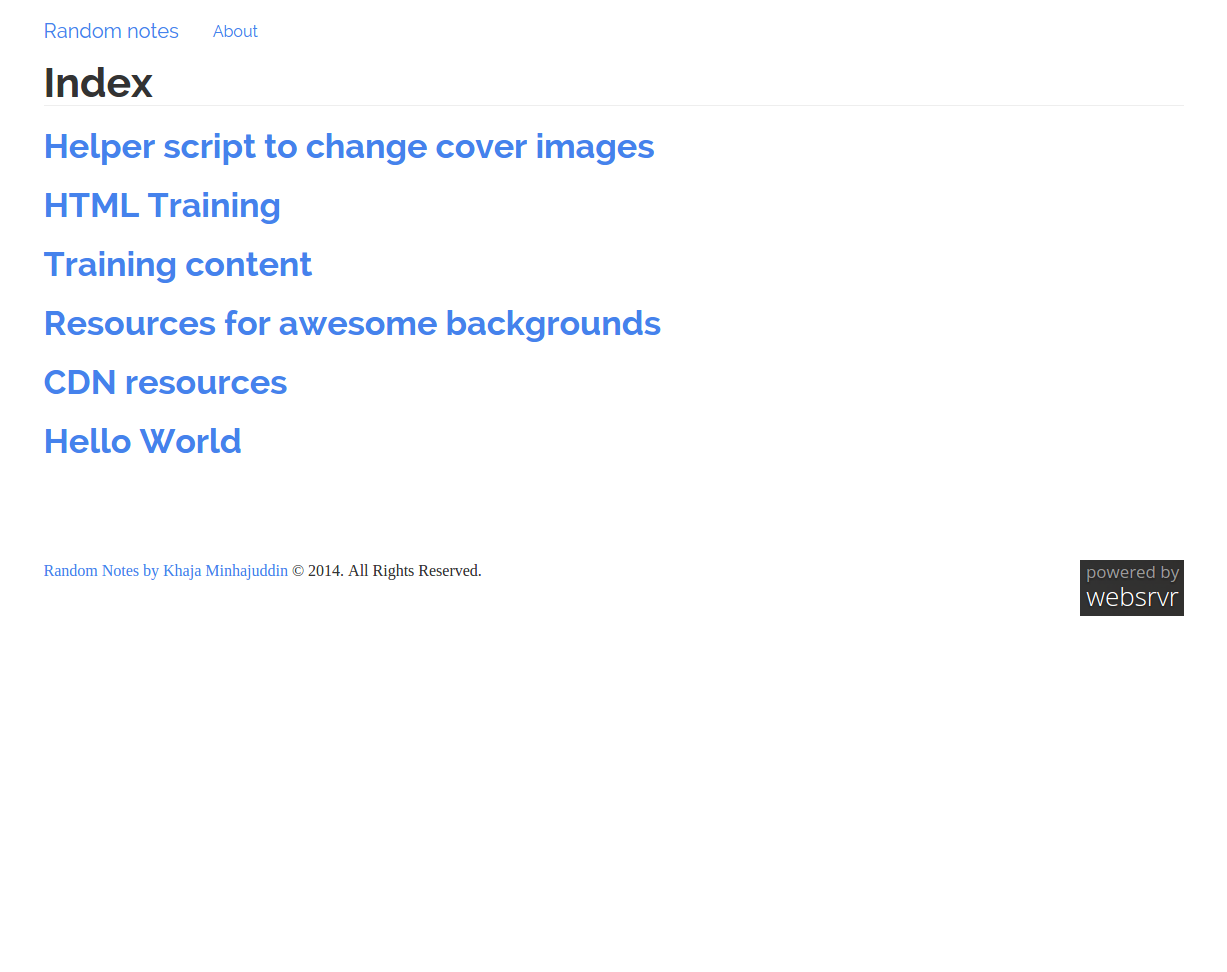 Random notes About
Index
Helper script to change cover images
HTML Training
Training content
Resources for awesome backgrounds
CDN resources
Hello World
Random Notes by Khaja Minhajuddin © 2014. All Rights Reserved.
powered by
websrvr